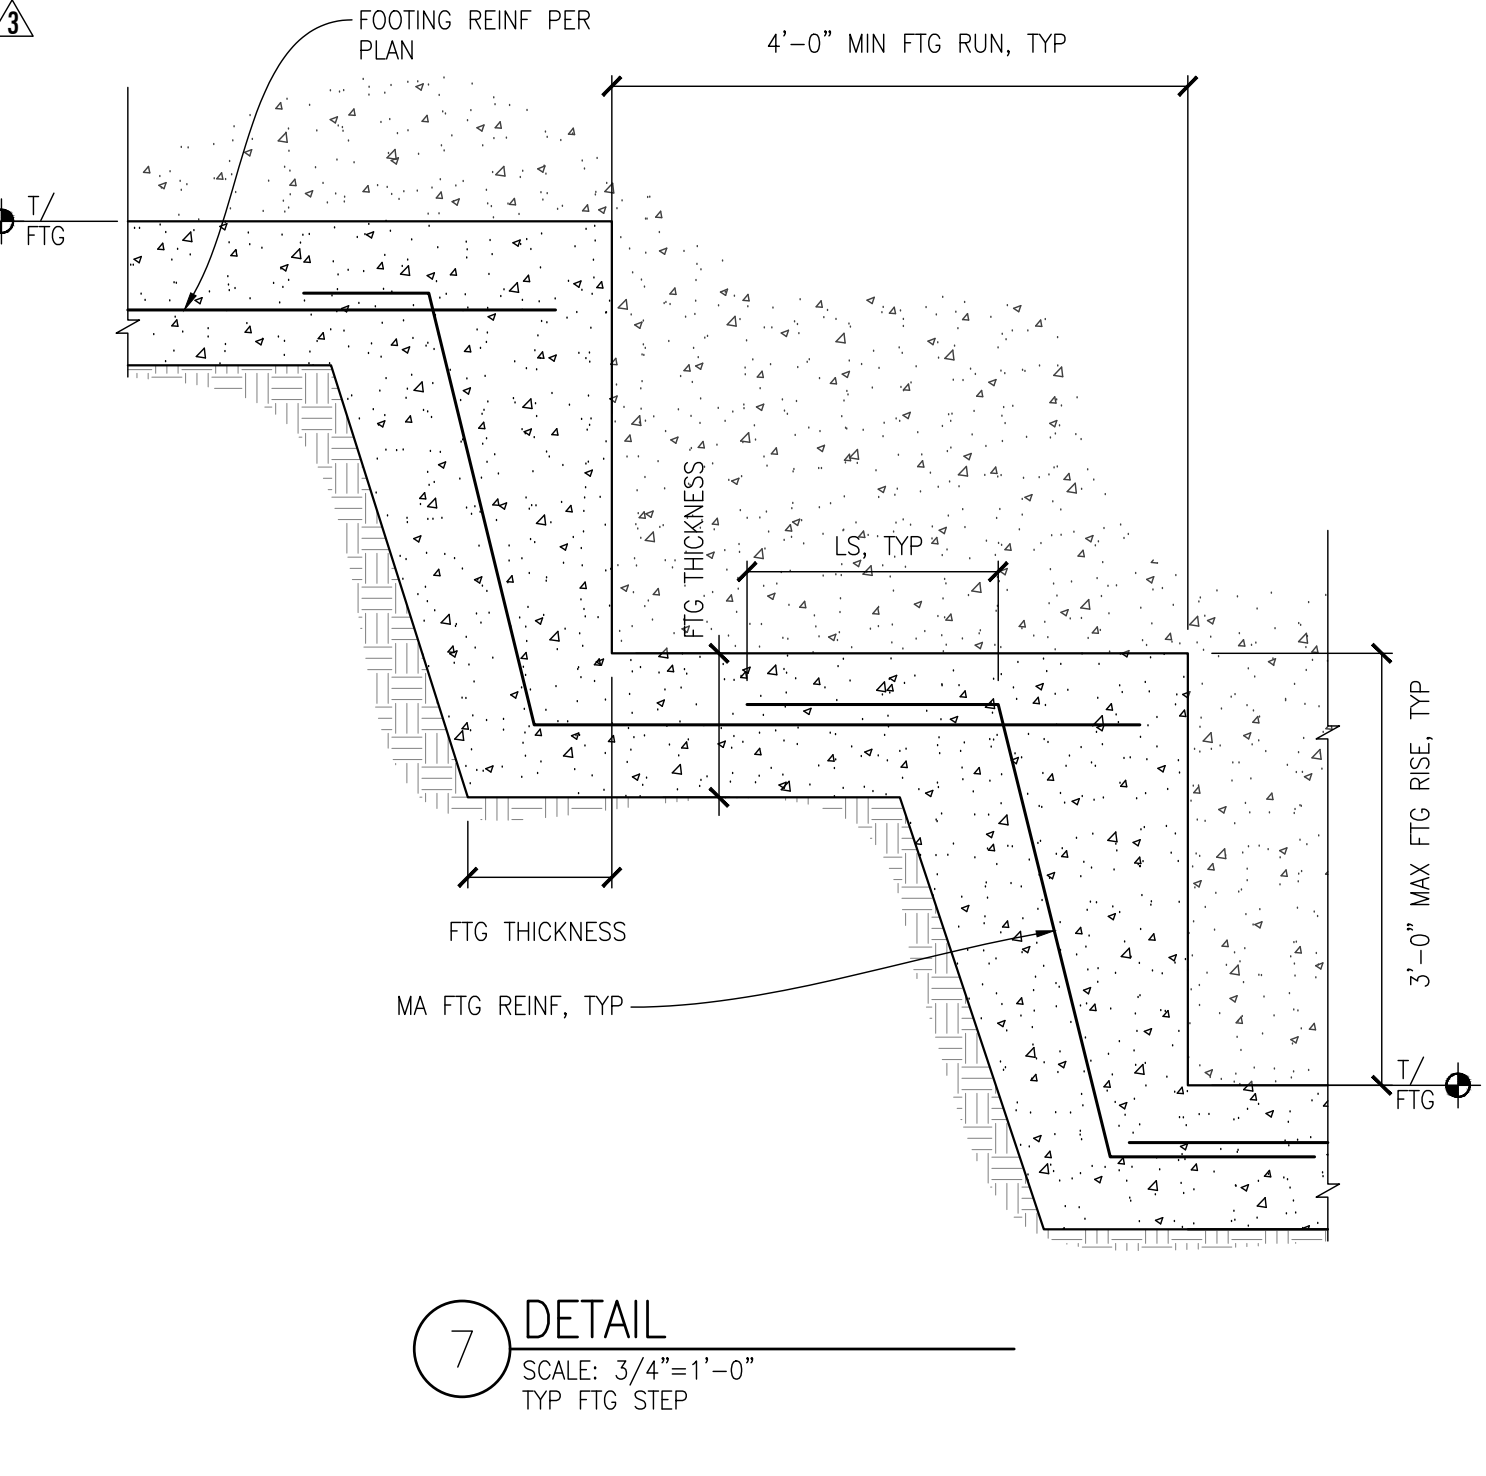 3
FOOTING REINF PER
PLAN
4'-0" MIN FTG RUN, TYP
T/
FTG
FTG THICKNESS
LS, TYP
3'-0" MAX FTG RISE, TYP
FTG THICKNESS
MA FTG REINF, TYP
T/
FTG
7
DETAIL
SCALE: 3/4"=1'-0"
TYP FTG STEP